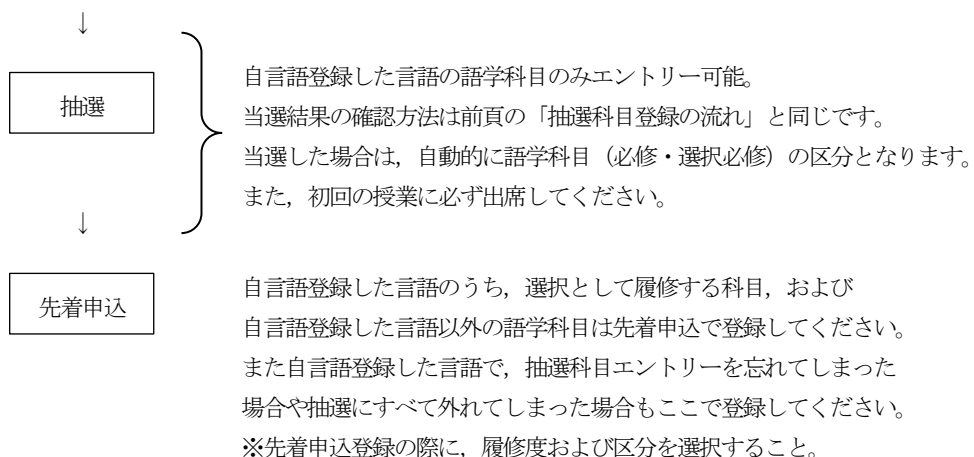 ↓
抽選
自言語登録した言語の語学科目のみエントリー可能。
当選結果の確認方法は前頁の「抽選科目登録の流れ」と同じです。
当選した場合は，自動的に語学科目（必修・選択必修）の区分となります。
また，初回の授業に必ず出席してください。
↓
先着申込
自言語登録した言語のうち，選択として履修する科目，および
自言語登録した言語以外の語学科目は先着申込で登録してください。
また自言語登録した言語で，抽選科目エントリーを忘れてしまった
場合や抽選にすべて外れてしまった場合もここで登録してください。
※先着申込登録の際に，履修度および区分を選択すること。